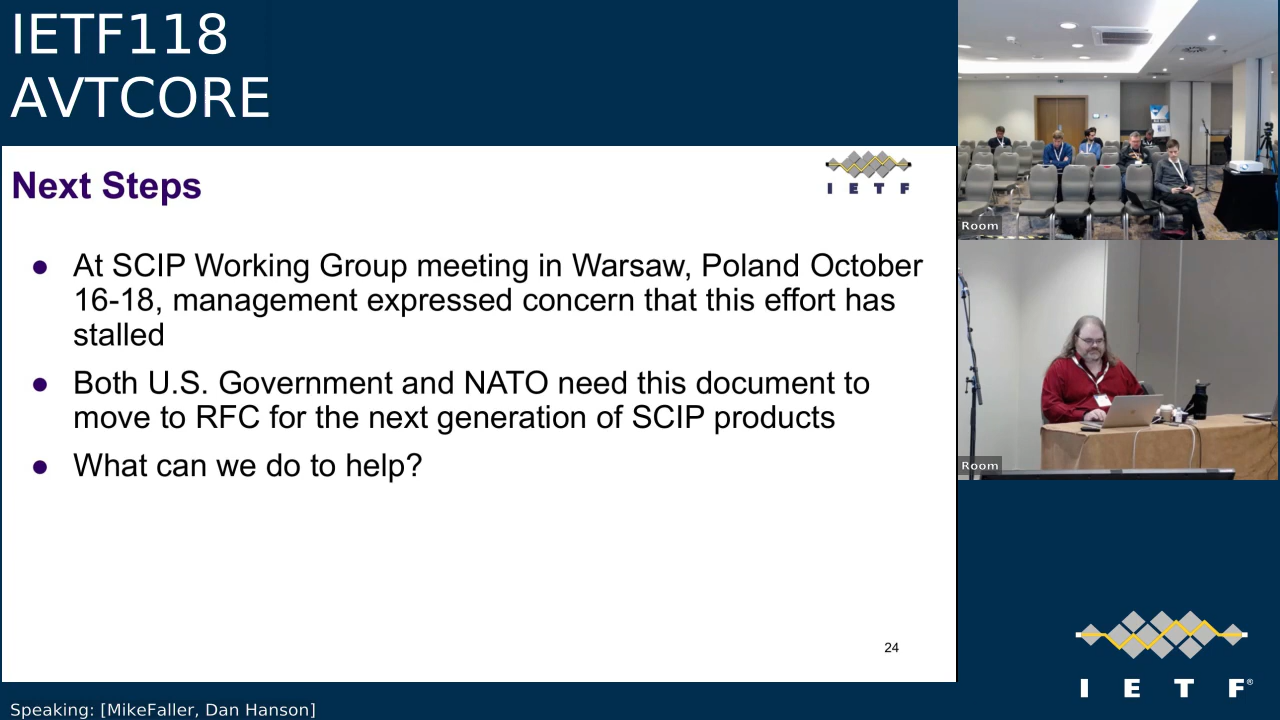 IETF118
AVTCORE
Next Steps
I E T F
● At SCIP Working Group meeting in Warsaw, Poland October
16-18, management expressed concern that this effort has
stalled
● Both U.S. Government and NATO need this document to
move to RFC for the next generation of SCIP products
● What can we do to help?
24
Room
Room
I E T F®
Speaking: [MikeFaller, Dan Hanson]